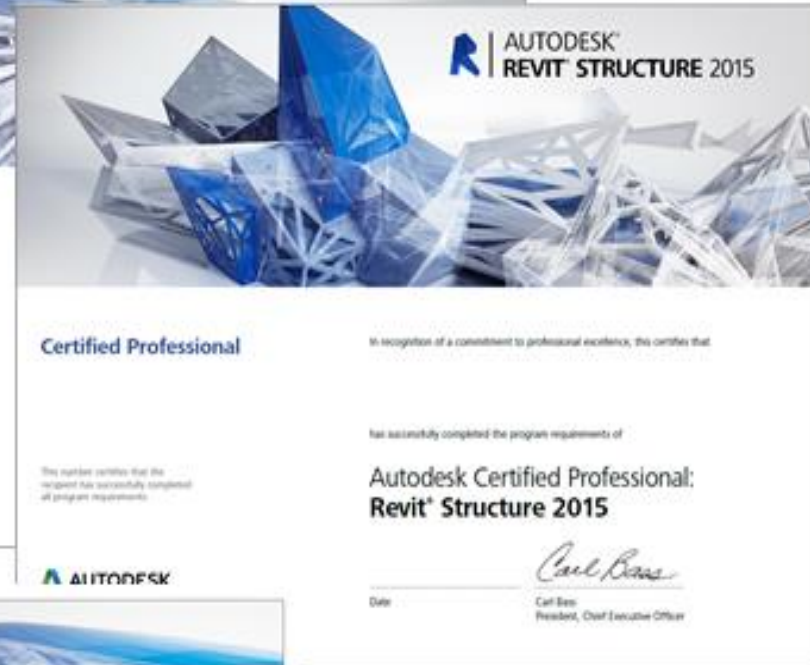 AUTODESK®
REVIT® STRUCTURE 2015
Certified Professional
In recognition of a commitment to professional excellence, this certifies that
has successfully completed the program requirements of
This number certifies that the
recipient has successfully completed
all program requirements
Autodesk Certified Professional:
Revit® Structure 2015
AUTODESK
Carl Bass
Date
Carl Bass
President, Chief Executive Officer